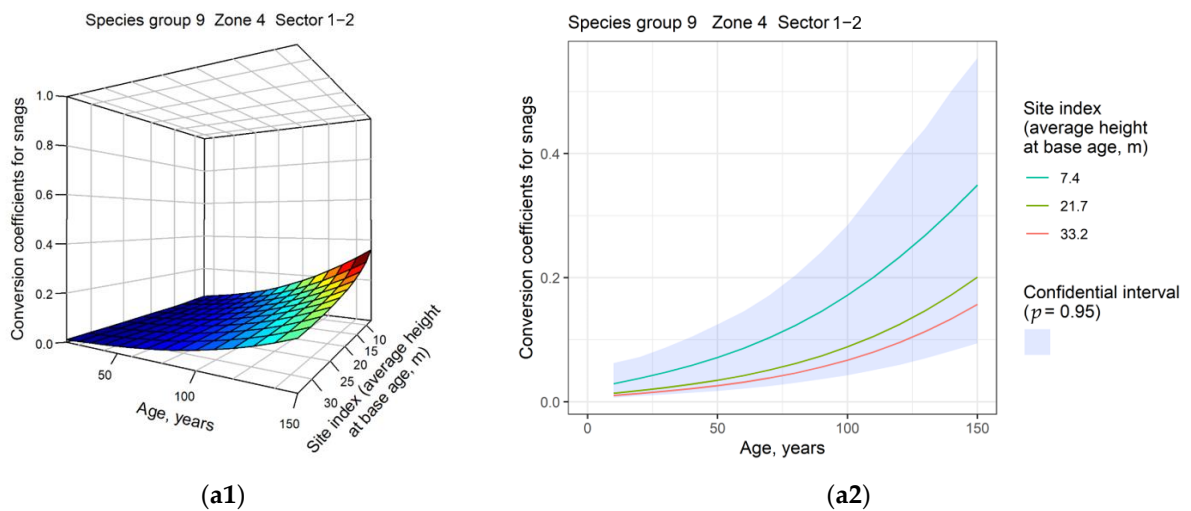 Species group 9 Zone 4 Sector 1−2
Conversion coefficients for snags
1.0
0.8
0.6
0.4
0.2
0.0
50
100
150
Age, years
10
15
20
25
30
Site index (average height
at base age, m)
(a1)
Species group 9 Zone 4 Sector 1−2
Conversion coefficients for snags
0.4
0.2
0.0
0
50
100
150
Age, years
Site index
(average height
at base age, m)
7.4
21.7
33.2
Confidential interval
(p = 0.95)
(a2)